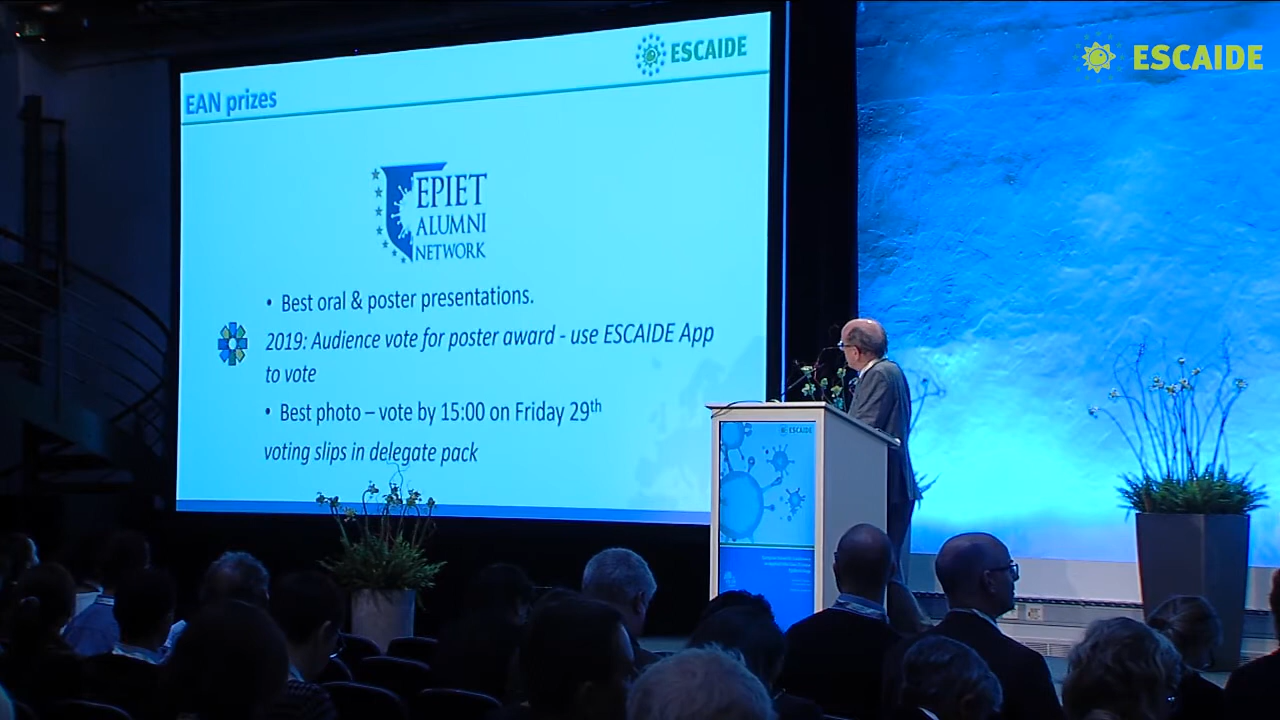 ESCAIDE
ESCAIDE
EAN prizes
EPIET
ALUMNI
NETWORK
• Best oral & poster presentations.
2019: Audience vote for poster award - use ESCAIDE App
to vote
• Best photo – vote by 15:00 on Friday 29th
voting slips in delegate pack
ESCAIDE